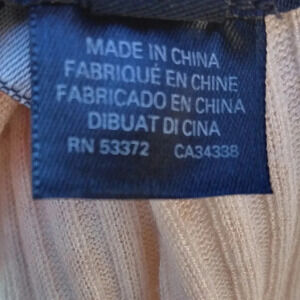 MADE IN CHINA
FABRIQUÉ EN CHINE
FABRICADO EN CHINA
DIBUAT DI CINA
RN 53372 CA34338